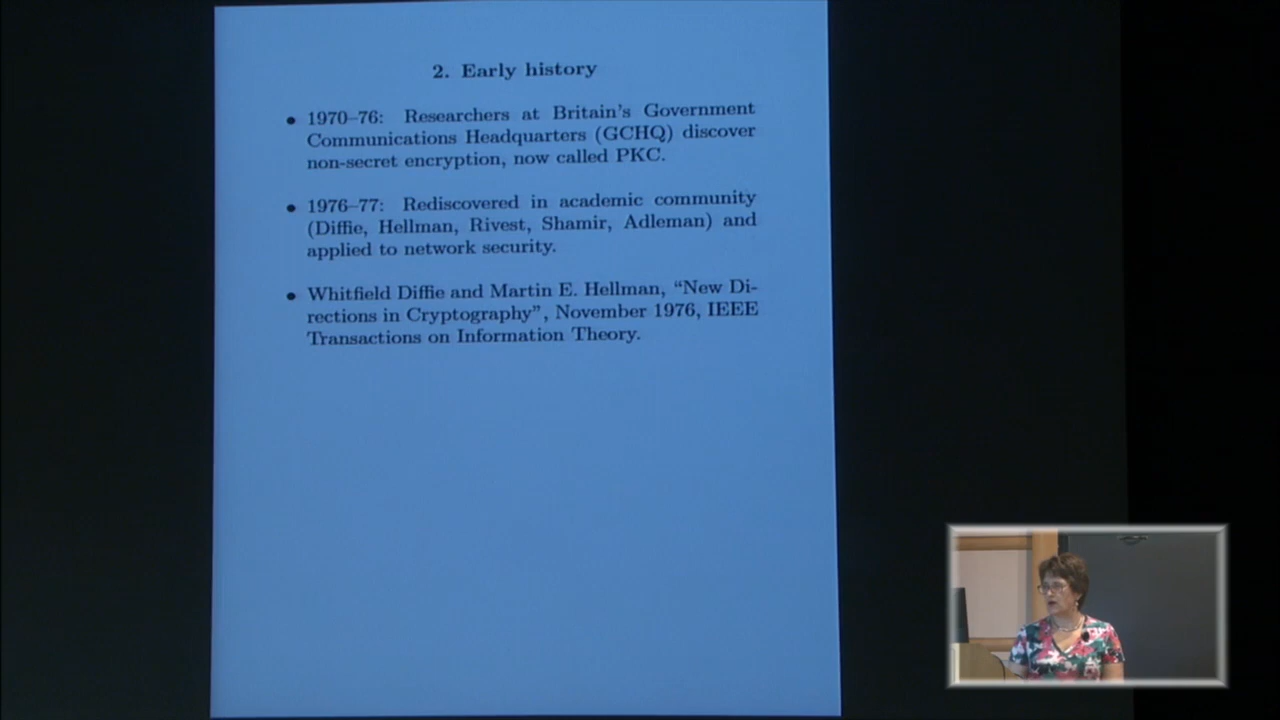 2. Early history
• 1970–76: Researchers at Britain's Government
Communications Headquarters (GCHQ) discover
non-secret encryption, now called PKC.
• 1976–77: Rediscovered in academic community
(Diffie, Hellman, Rivest, Shamir, Adleman) and
applied to network security.
• Whitfield Diffie and Martin E. Hellman, “New Di-
rections in Cryptography”, November 1976, IEEE
Transactions on Information Theory.